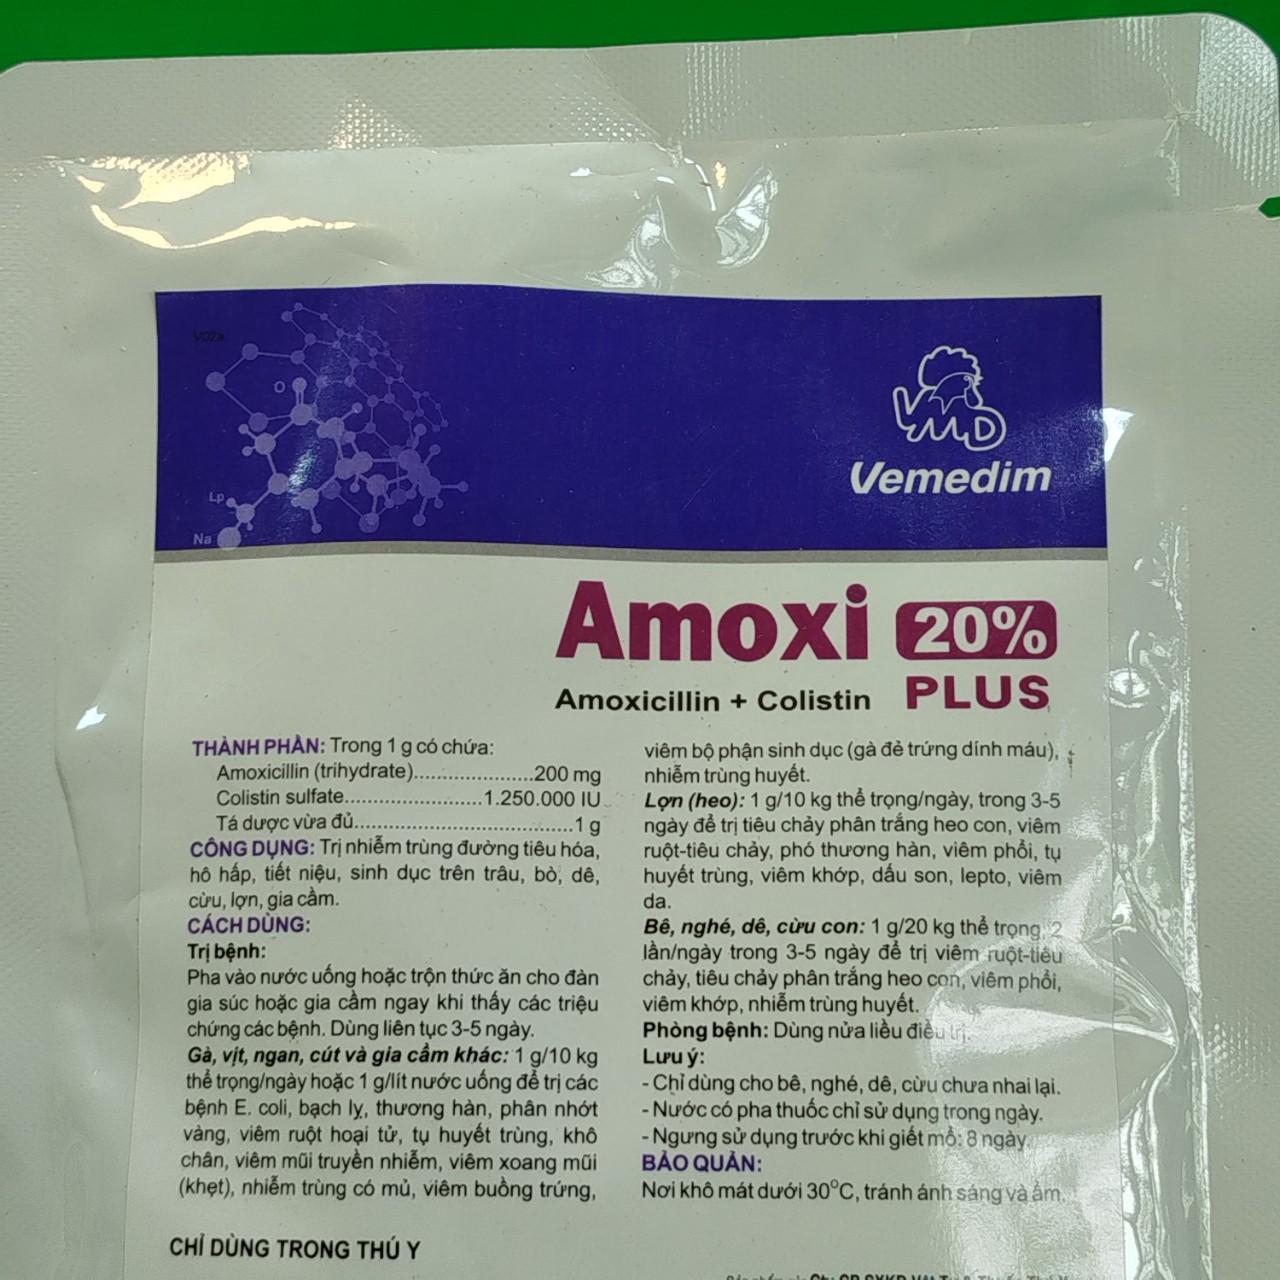 V02a
O
Lp
Na
VMD
Vemedim
Amoxi 20%
Amoxicillin + Colistin PLUS
THÀNH PHẦN: Trong 1 g có chứa:
Amoxicillin (trihydrate)......................200 mg
Colistin sulfate.........................1.250.000 IU
Tá dược vừa đủ........................................1 g
CÔNG DỤNG: Trị nhiễm trùng đường tiêu hóa,
hô hấp, tiết niệu, sinh dục trên trâu, bò, dê,
cừu, lợn, gia cầm.
CÁCH DÙNG:
Trị bệnh:
Pha vào nước uống hoặc trộn thức ăn cho đàn
gia súc hoặc gia cầm ngay khi thấy các triệu
chứng các bệnh. Dùng liên tục 3-5 ngày.
Gà, vịt, ngan, cút và gia cầm khác: 1 g/10 kg
thể trọng/ngày hoặc 1 g/lít nước uống để trị các
bệnh E. coli, bạch lỵ, thương hàn, phân nhớt
vàng, viêm ruột hoại tử, tụ huyết trùng, khô
chân, viêm mũi truyền nhiễm, viêm xoang mũi
(khẹt), nhiễm trùng có mủ, viêm buồng trứng,
viêm bộ phận sinh dục (gà đẻ trứng dính máu),
nhiễm trùng huyết.
Lợn (heo): 1 g/10 kg thể trọng/ngày, trong 3-5
ngày để trị tiêu chảy phân trắng heo con, viêm
ruột-tiêu chảy, phó thương hàn, viêm phổi, tụ
huyết trùng, viêm khớp, dấu son, lepto, viêm
da.
Bê, nghé, dê, cừu con: 1 g/20 kg thể trọng, 2
lần/ngày trong 3-5 ngày để trị viêm ruột-tiêu
chảy, tiêu chảy phân trắng heo con, viêm phổi,
viêm khớp, nhiễm trùng huyết.
Phòng bệnh: Dùng nửa liều điều trị.
Lưu ý:
- Chỉ dùng cho bê, nghé, dê, cừu chưa nhai lại.
- Nước có pha thuốc chỉ sử dụng trong ngày.
- Ngưng sử dụng trước khi giết mổ: 8 ngày.
BẢO QUẢN:
Nơi khô mát dưới 30°C, tránh ánh sáng và ẩm.
CHỈ DÙNG TRONG THÚ Y